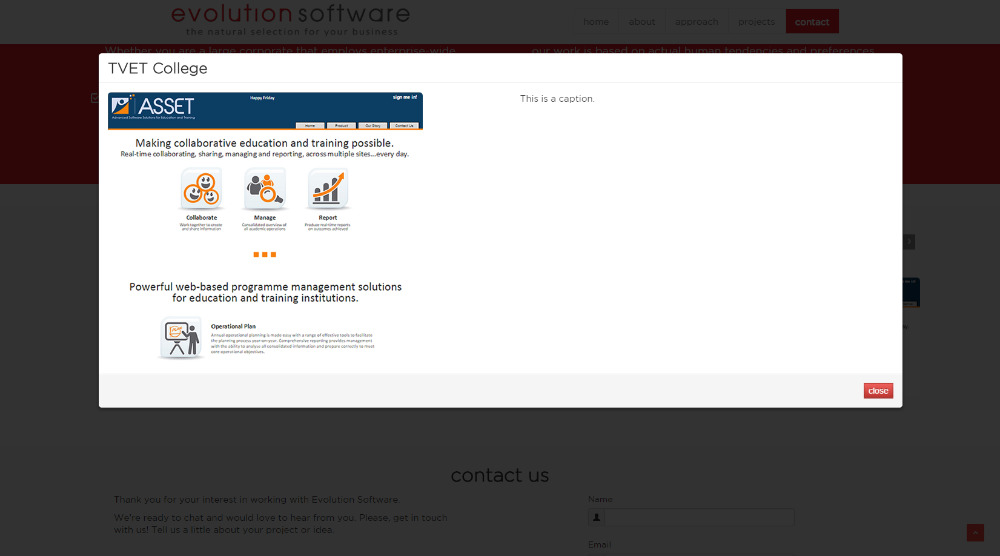 evolution software
the natural selection for your business
home
about
approach
projects
contact
Whether you are a large corporate that employs enterprise-wide
our work is based on actual human tendencies and preferences
TVET College
ASSET
Advanced Software Solutions for Education and Training
Happy Friday
sign me in!
Home
Product
Our Story
Contact Us
This is a caption.
Making collaborative education and training possible.
Real-time collaborating, sharing, managing and reporting, across multiple sites...every day.
Collaborate
Work together to create
and share information
Manage
Consolidated overview of
all academic operations
Report
Produce real-time reports
on outcomes achieved
Powerful web-based programme management solutions
for education and training institutions.
PLAN
Operational Plan
Annual operational planning is made easy with a range of effective tools to facilitate
the planning process year-on-year. Comprehensive reporting provides management
with the ability to analyse all consolidated information and prepare correctly to meet
core operational objectives.
me in!
ay.
close
contact us
Thank you for your interest in working with Evolution Software.
We're ready to chat and would love to hear from you. Please, get in touch
with us! Tell us a little about your project or idea.
Name
Email